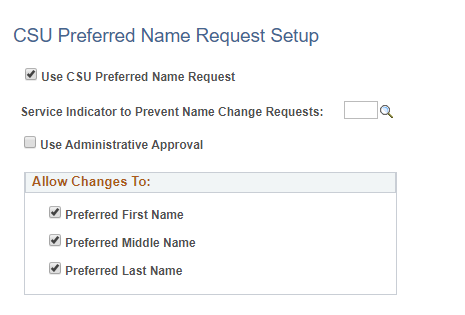 CSU Preferred Name Request Setup
Use CSU Preferred Name Request
Service Indicator to Prevent Name Change Requests:
Use Administrative Approval
Allow Changes To:
Preferred First Name
Preferred Middle Name
Preferred Last Name